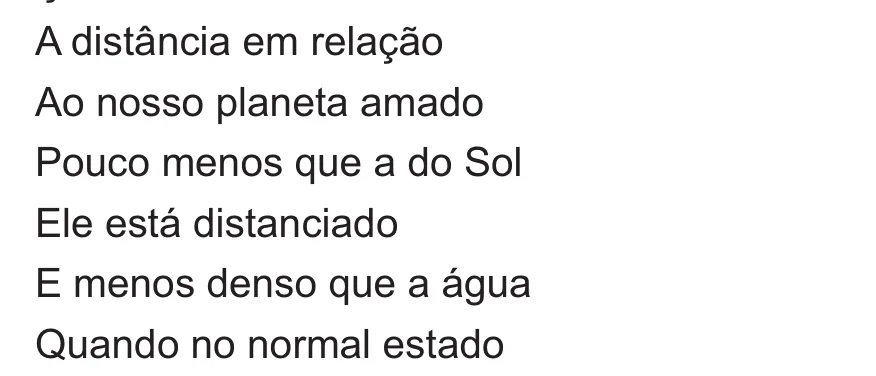 A distância em relação
Ao nosso planeta amado
Pouco menos que a do Sol
Ele está distanciado
E menos denso que a água
Quando no normal estado